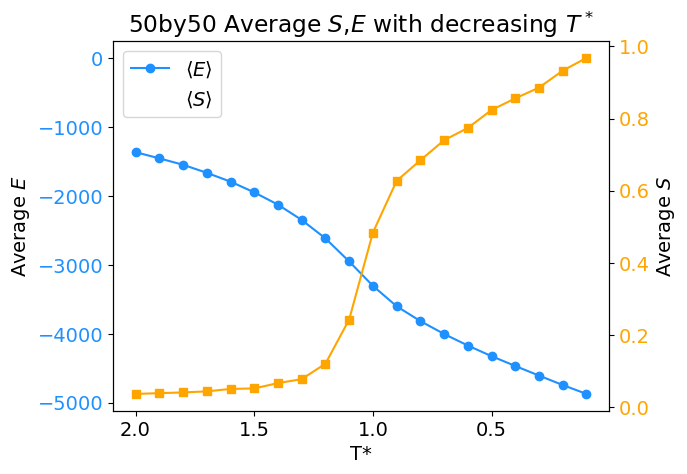 50by50 Average S,E with decreasing T*
⟨E⟩
⟨S⟩
0
−1000
−2000
−3000
−4000
−5000
Average E
1.0
0.8
0.6
0.4
0.2
0.0
Average S
2.0 1.5 1.0 0.5
T*